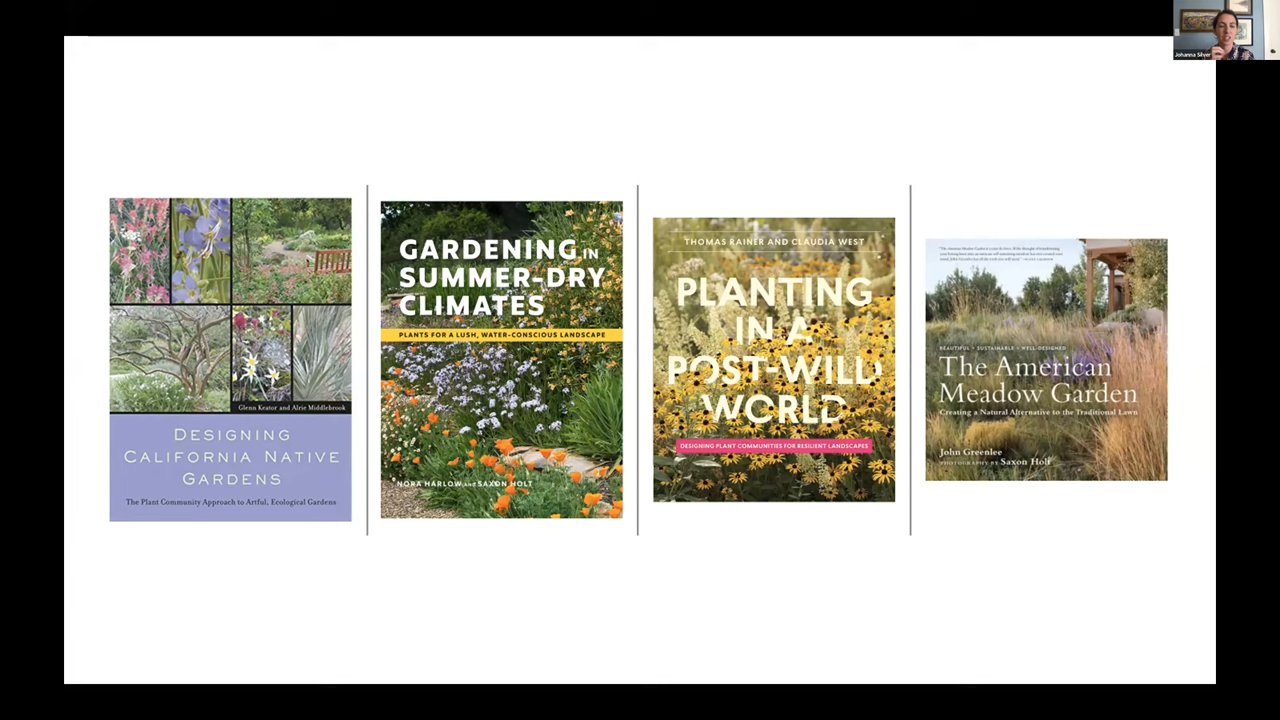 Johanna Silver
Glenn Keator and Alrie Middlebrook
DESIGNING
CALIFORNIA NATIVE
GARDENS
The Plant Community Approach to Artful, Ecological Gardens
GARDENING IN
SUMMER-DRY
CLIMATES
PLANTS FOR A LUSH, WATER-CONSCIOUS LANDSCAPE
NORA HARLOW AND SAXON HOLT
THOMAS RAINER AND CLAUDIA WEST
PLANTING
IN A
POST-WILD
WORLD
DESIGNING PLANT COMMUNITIES FOR RESILIENT LANDSCAPES
BEAUTIFUL • SUSTAINABLE • WELL-DESIGNED
The American
Meadow Garden
Creating a Natural Alternative to the Traditional Lawn
John Greenlee
PHOTOGRAPHY BY Saxon Holt